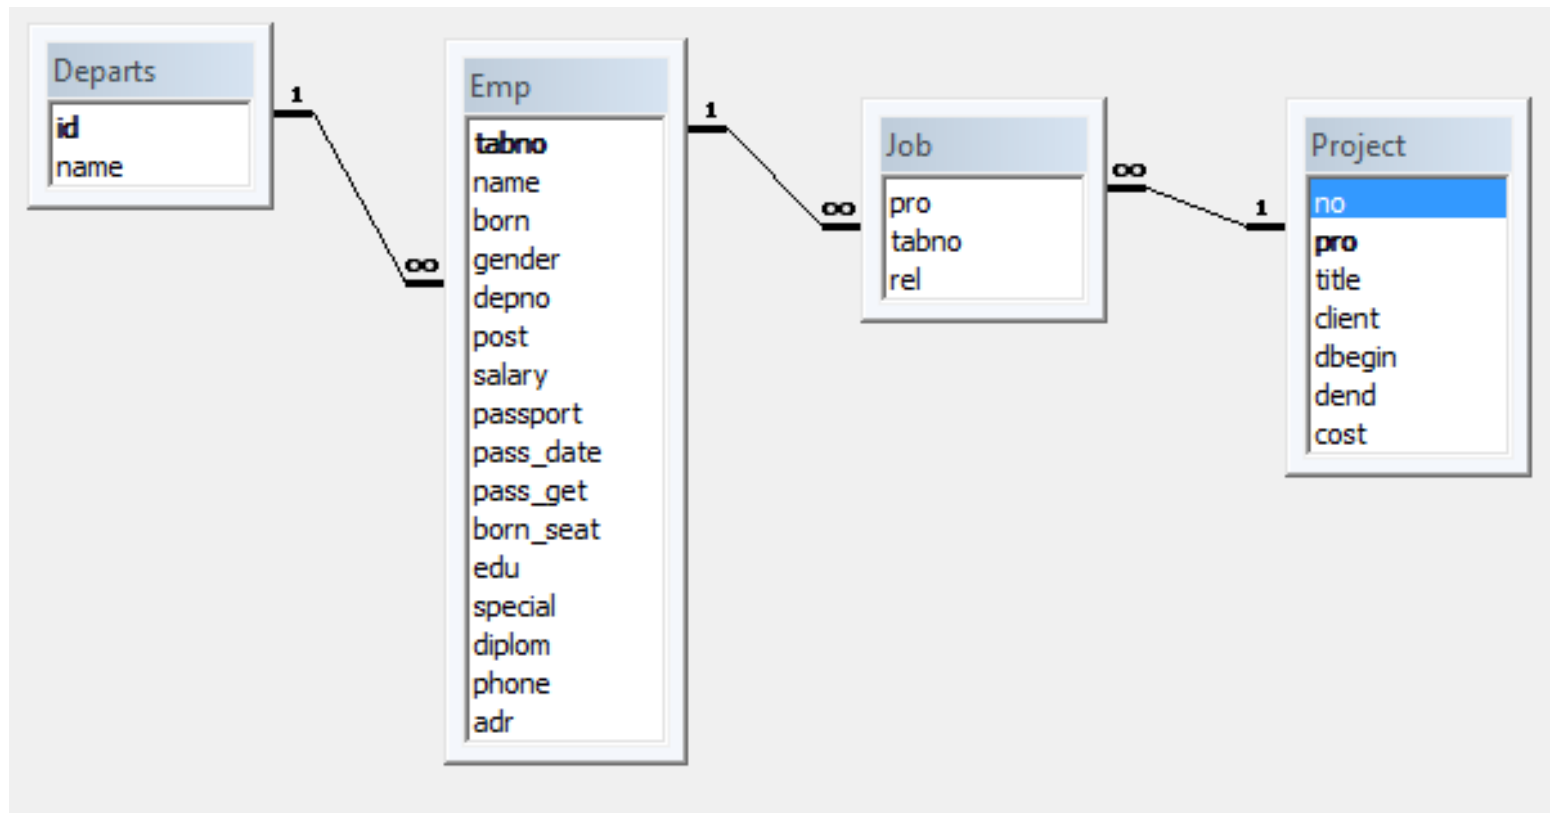 Departs
id
name
1
∞
Emp
tabno
name
born
gender
depno
post
salary
passport
pass_date
pass_get
born_seat
edu
special
diplom
phone
adr
1
∞
Job
pro
tabno
rel
∞
1
Project
no
pro
title
client
dbegin
dend
cost